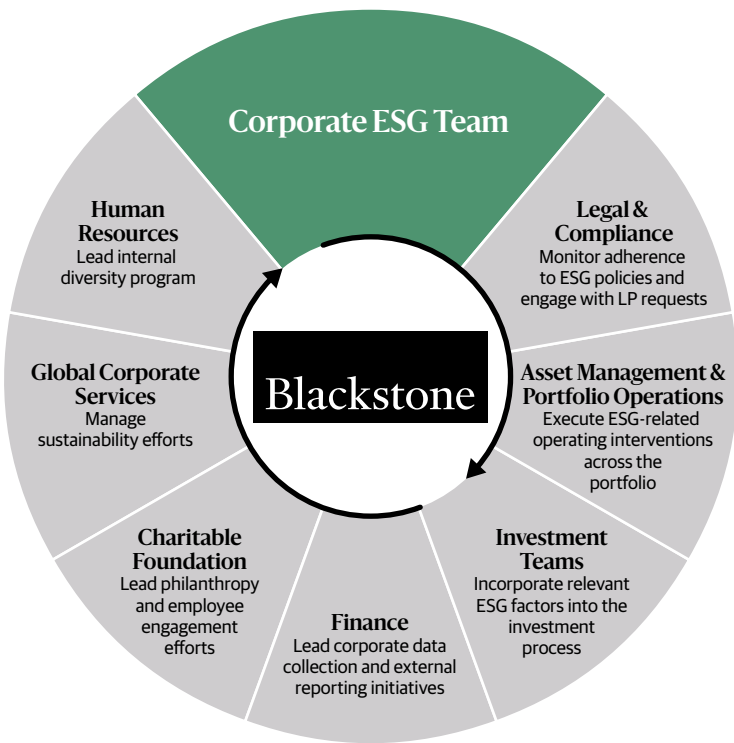 Corporate ESG Team
Legal &
Compliance
Monitor adherence
to ESG policies and
engage with LP requests
Asset Management &
Portfolio Operations
Execute ESG-related
operating interventions
across the
portfolio
Investment
Teams
Incorporate relevant
ESG factors into the
investment
process
Finance
Lead corporate data
collection and external
reporting initiatives
Charitable
Foundation
Lead philanthropy
and employee
engagement
efforts
Global Corporate
Services
Manage
sustainability efforts
Human
Resources
Lead internal
diversity program
Blackstone